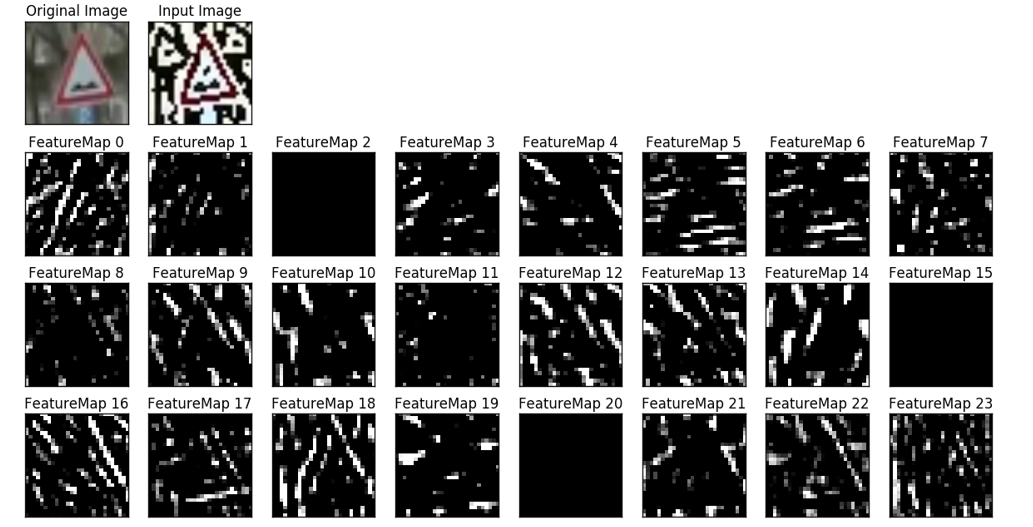 Original Image Input Image
FeatureMap 0 FeatureMap 1 FeatureMap 2 FeatureMap 3 FeatureMap 4 FeatureMap 5 FeatureMap 6 FeatureMap 7
FeatureMap 8 FeatureMap 9 FeatureMap 10 FeatureMap 11 FeatureMap 12 FeatureMap 13 FeatureMap 14 FeatureMap 15
FeatureMap 16 FeatureMap 17 FeatureMap 18 FeatureMap 19 FeatureMap 20 FeatureMap 21 FeatureMap 22 FeatureMap 23